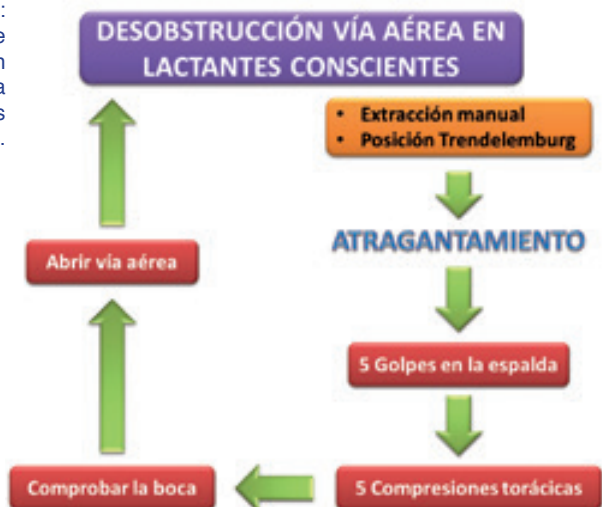 :
e
n
a
s
.
DESOBSTRUCCIÓN VÍA AÉREA EN
LACTANTES CONSCIENTES
• Extracción manual
• Posición Trendelemburg
ATRAGANTAMIENTO
5 Golpes en la espalda
5 Compresiones torácicas
Comprobar la boca
Abrir vía aérea